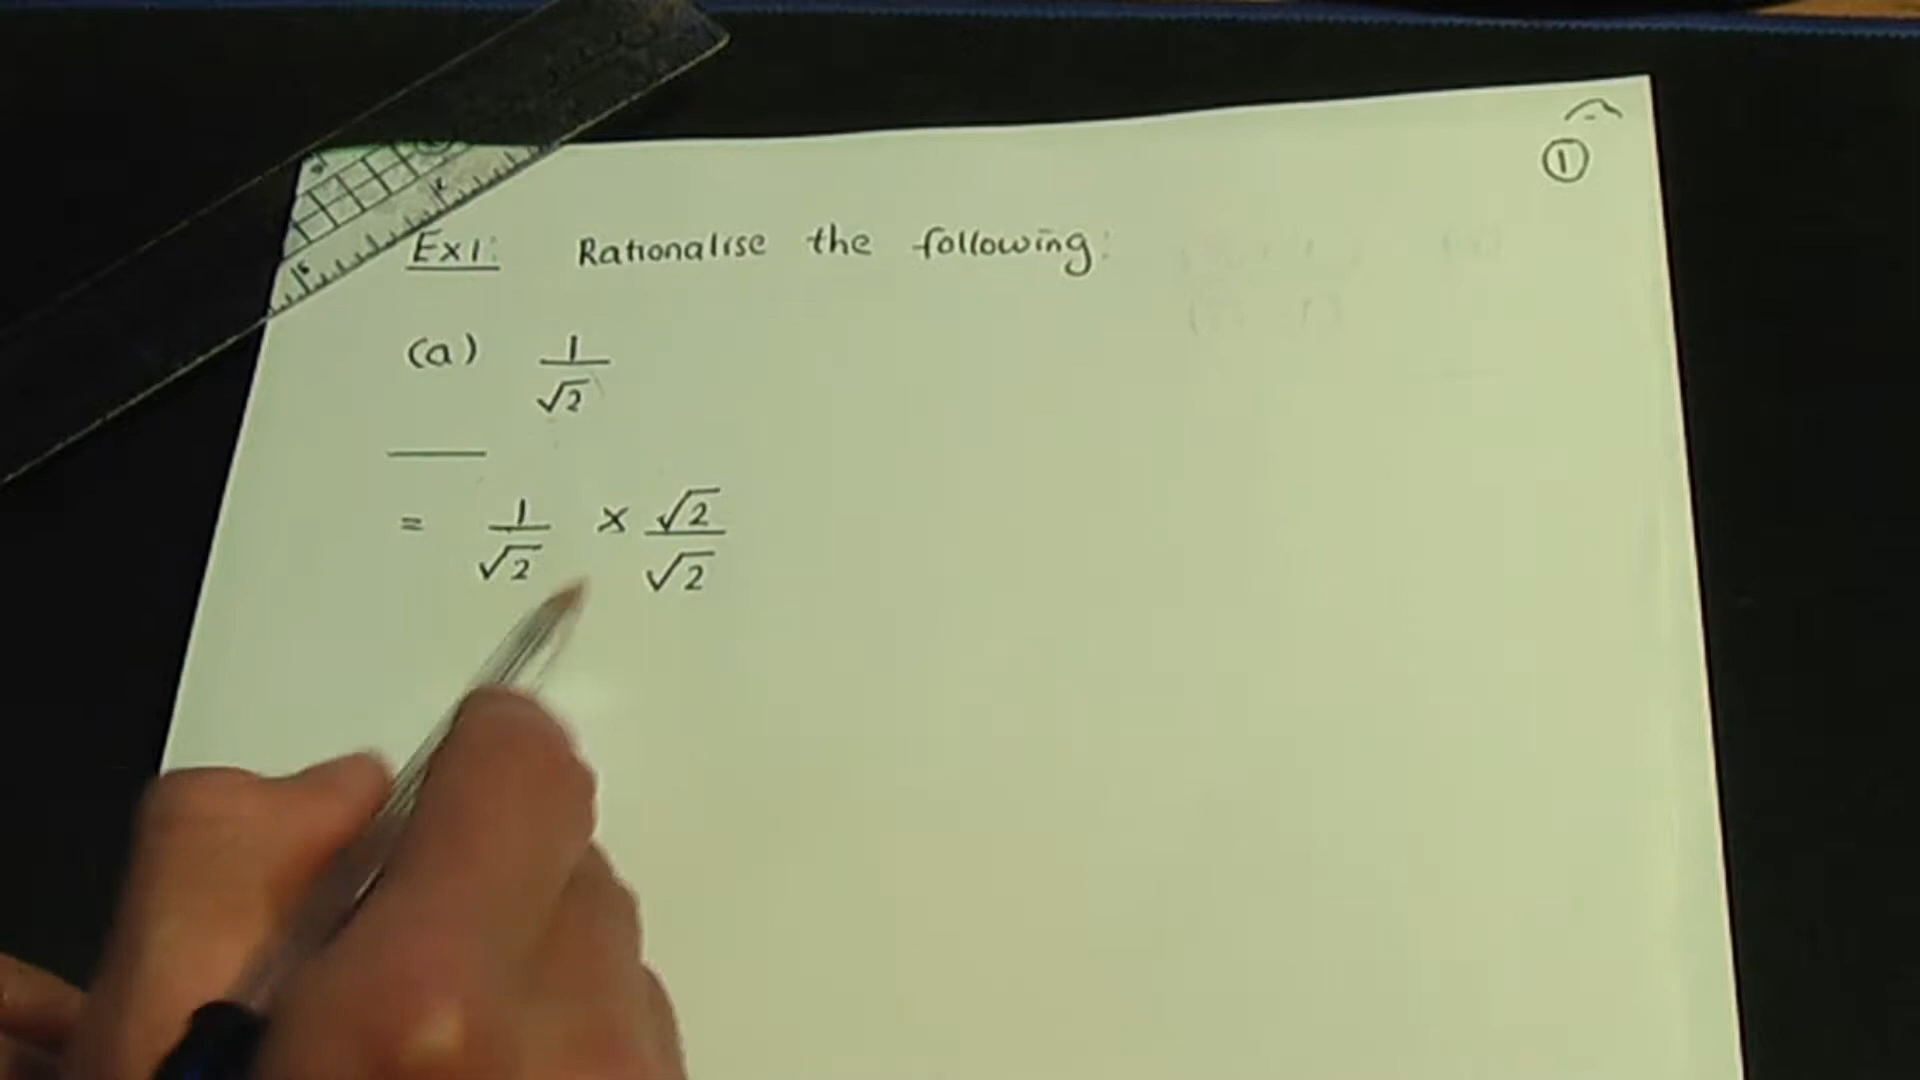 ①
Ex1: Rationalise the following:
(a) 1/√2
= 1/√2 × √2/√2